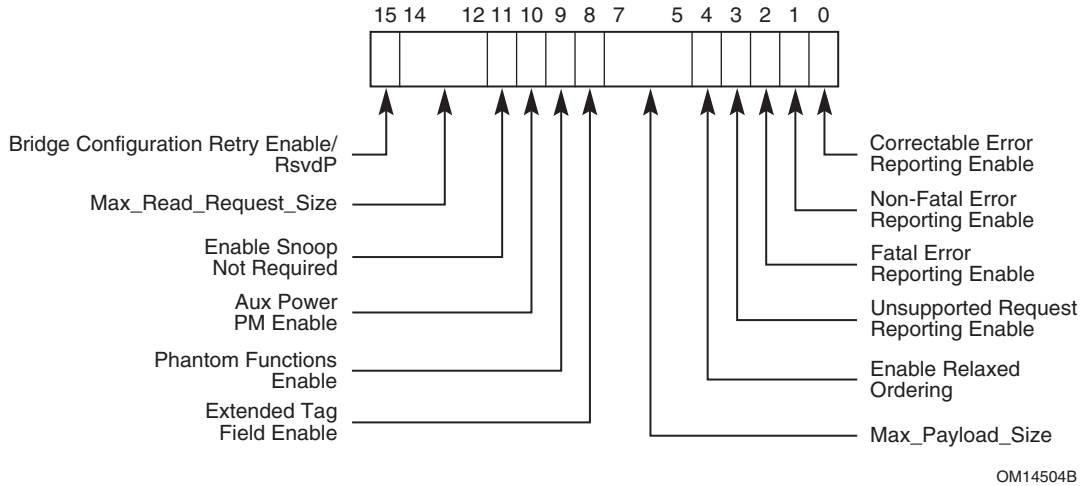 15 14 12 11 10 9 8 7 5 4 3 2 1 0
Bridge Configuration Retry Enable/
RsvdP
Max_Read_Request_Size
Enable Snoop
Not Required
Aux Power
PM Enable
Phantom Functions
Enable
Extended Tag
Field Enable
Correctable Error
Reporting Enable
Non-Fatal Error
Reporting Enable
Fatal Error
Reporting Enable
Unsupported Request
Reporting Enable
Enable Relaxed
Ordering
Max_Payload_Size
OM14504B